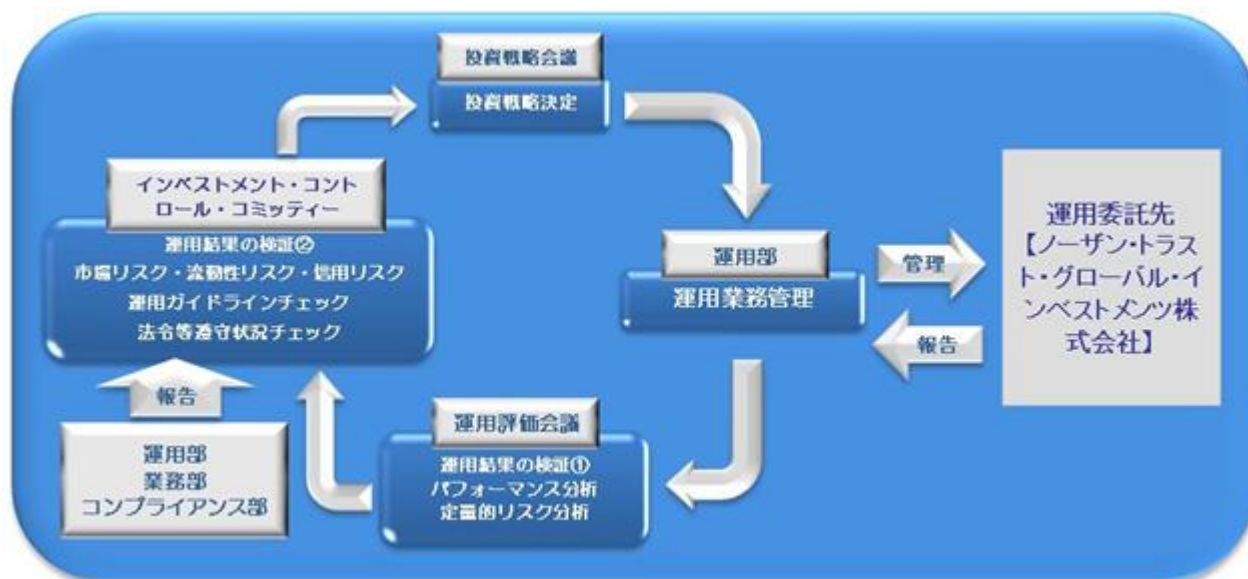 投資戦略会議
投資戦略決定
インベストメント・コント
ロール・コミッティー
運用結果の検証②
市場リスク・流動性リスク・信用リスク
運用ガイドラインチェック
法令等遵守状況チェック
運用部
運用業務管理
管理
報告
運用委託先
【ノーザン・トラス
ト・グローバル・イ
ンベストメンツ株
式会社】
報告
運用部
業務部
コンプライアンス部
運用評価会議
運用結果の検証①
パフォーマンス分析
定量的リスク分析